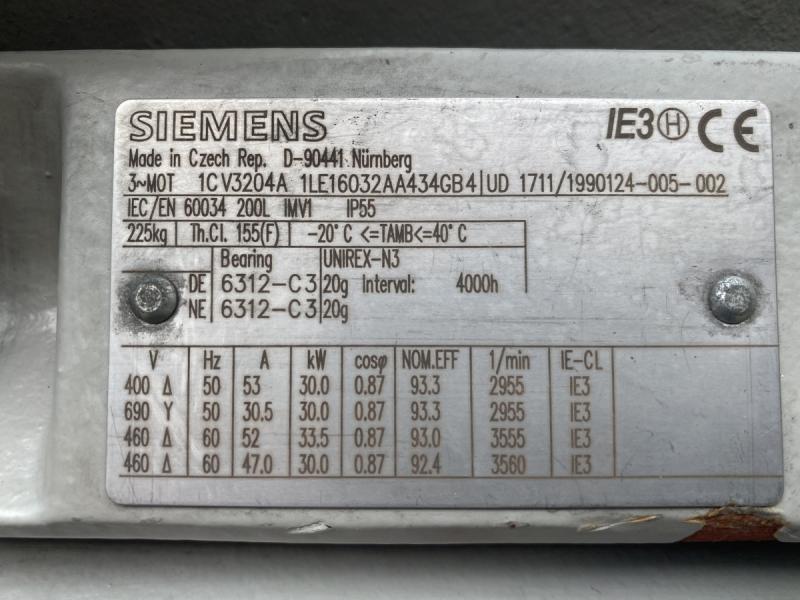 SIEMENS IE3 H CE
Made in Czech Rep. D-90441 Nürnberg
3~MOT 1CV3204A 1LE16032AA434GB4 UD 1711/1990124-005-002
IEC/EN 60034 200L IMV1 IP55
225kg Th.Cl. 155(F) -20°C <=TAMB<=40°C
Bearing UNIREX-N3
DE 6312-C3 20g Interval: 4000h
NE 6312-C3 20g
V Hz A kW cosφ NOM.EFF 1/min IE-CL
400 Δ 50 53 30.0 0.87 93.3 2955 IE3
690 Y 50 30.5 30.0 0.87 93.3 2955 IE3
460 Δ 60 52 33.5 0.87 93.0 3555 IE3
460 Δ 60 47.0 30.0 0.87 92.4 3560 IE3